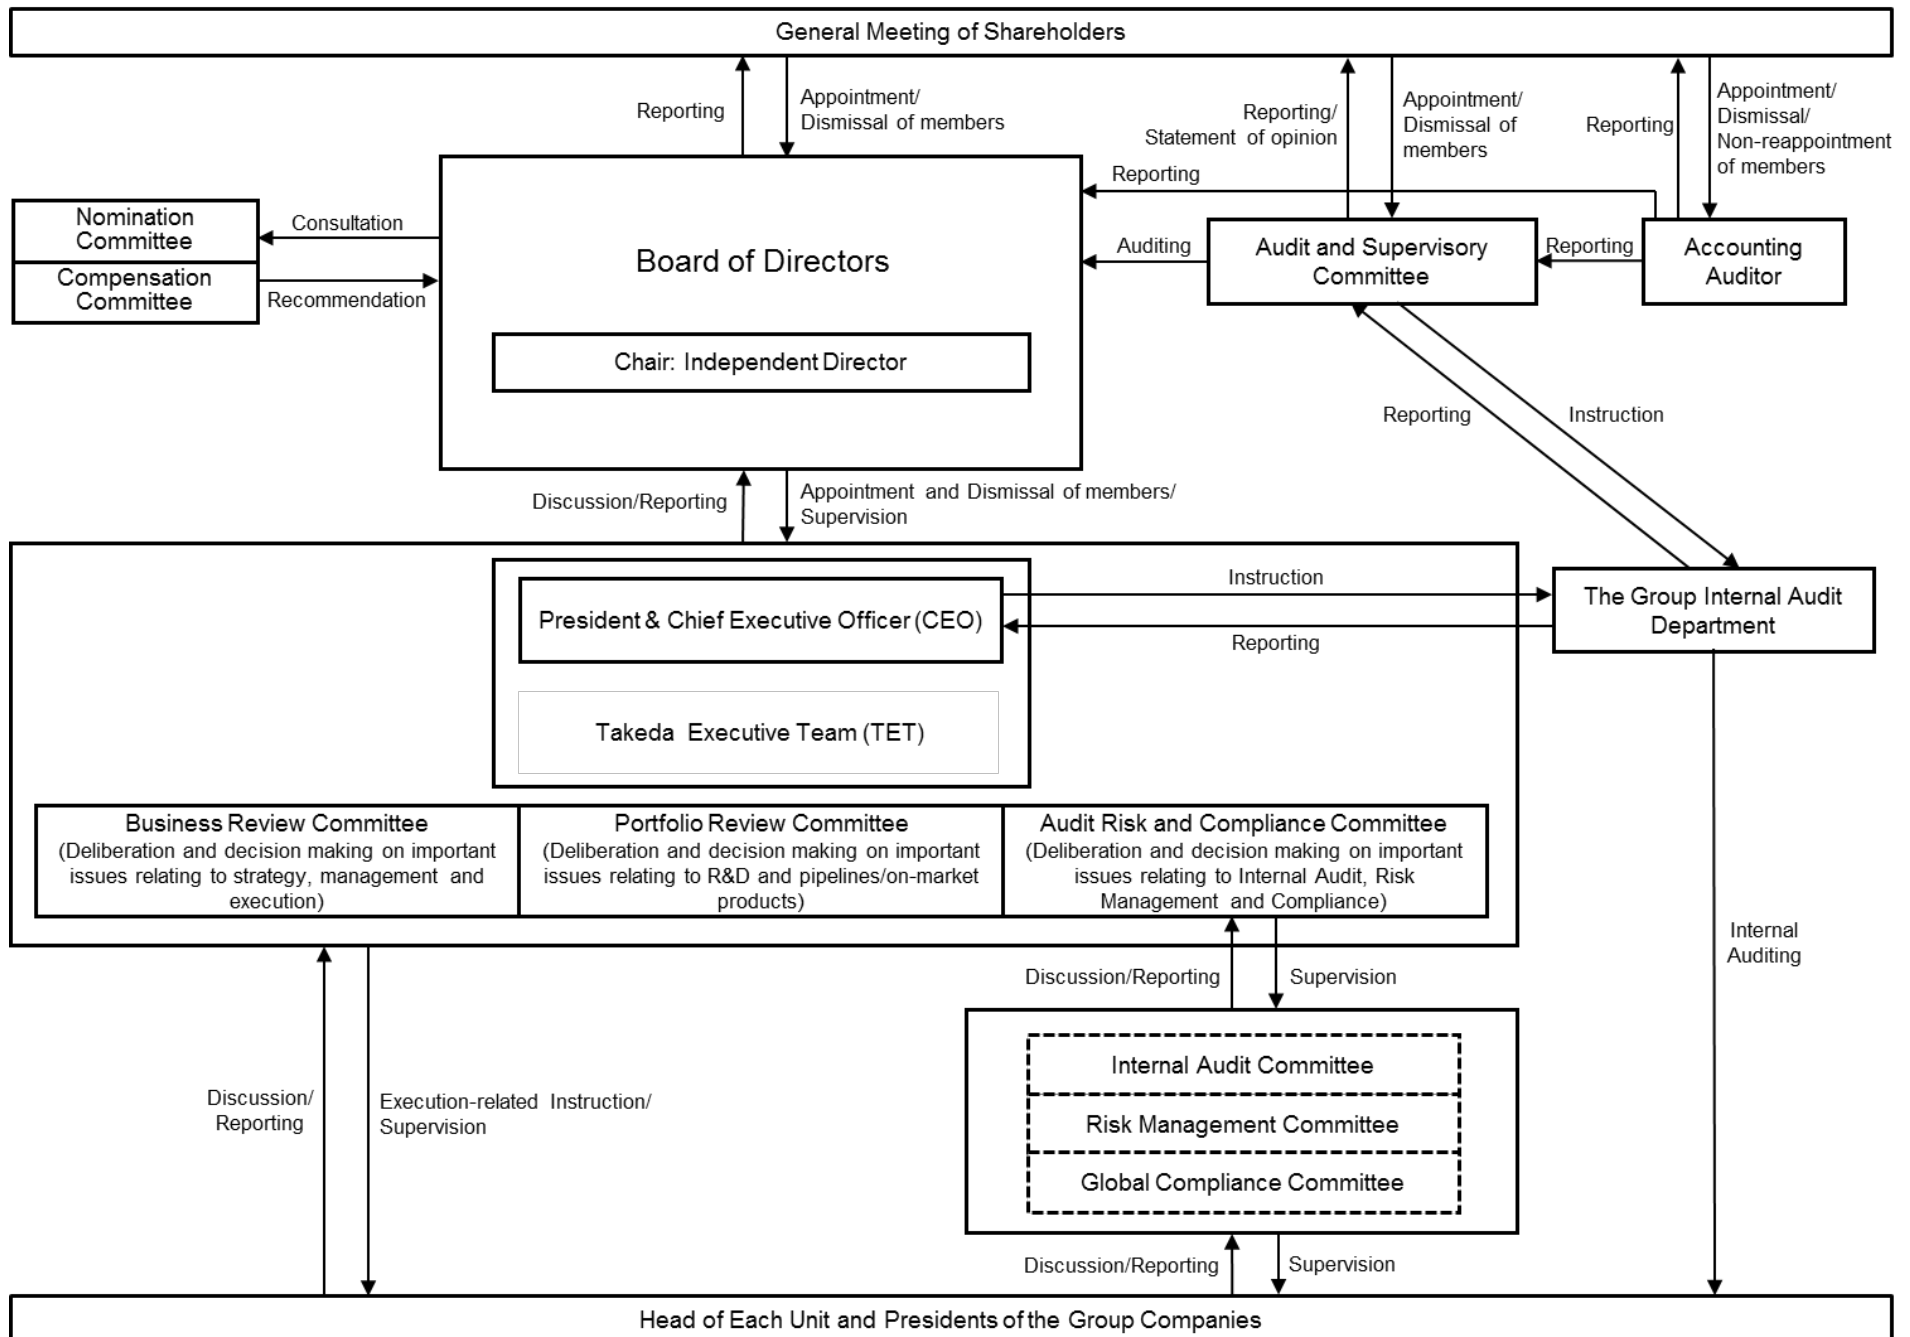 General Meeting of Shareholders
Reporting
Appointment/
Dismissal of members
Reporting/
Statement of opinion
Appointment/
Dismissal of
members
Reporting
Appointment/
Dismissal/
Non-reappointment
of members
Reporting
Nomination
Committee
Compensation
Committee
Consultation
Recommendation
Board of Directors
Chair: Independent Director
Auditing
Audit and Supervisory
Committee
Reporting
Accounting
Auditor
Reporting
Instruction
Discussion/Reporting
Appointment and Dismissal of members/
Supervision
President & Chief Executive Officer (CEO)
Takeda Executive Team (TET)
Instruction
Reporting
The Group Internal Audit
Department
Business Review Committee
(Deliberation and decision making on important
issues relating to strategy, management and
execution)
Portfolio Review Committee
(Deliberation and decision making on important
issues relating to R&D and pipelines/on-market
products)
Audit Risk and Compliance Committee
(Deliberation and decision making on important
issues relating to Internal Audit, Risk
Management and Compliance)
Internal
Auditing
Discussion/Reporting
Supervision
Internal Audit Committee
Risk Management Committee
Global Compliance Committee
Discussion/
Reporting
Execution-related Instruction/
Supervision
Discussion/Reporting
Supervision
Head of Each Unit and Presidents of the Group Companies